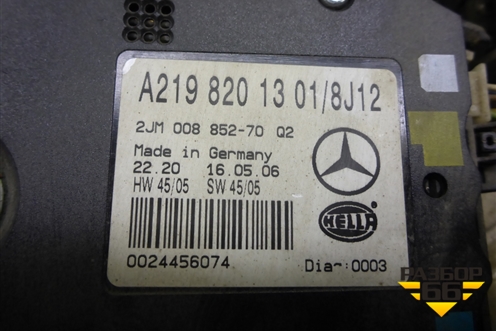 A219 820 13 01/8J12
2JM 008 852-70 Q2
Made in Germany
22.20 16.05.06
HW 45/05 SW 45/05
HELLA
0024456074 Diag:0003
РАЗБОР
66